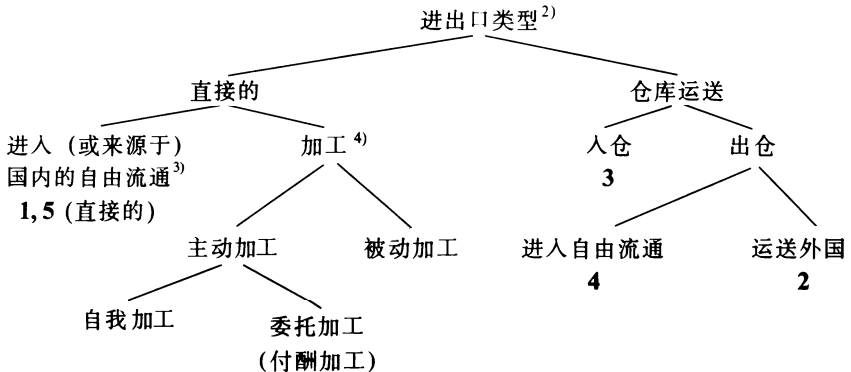 进出口类型2)
直接的
仓库运送
进入 (或来源于)
国内的自由流通3)
1, 5 (直接的)
加工4)
入仓
3
出仓
主动加工
被动加工
进入自由流通
4
运送外国
2
自我加工
委托加工
(付酬加工)